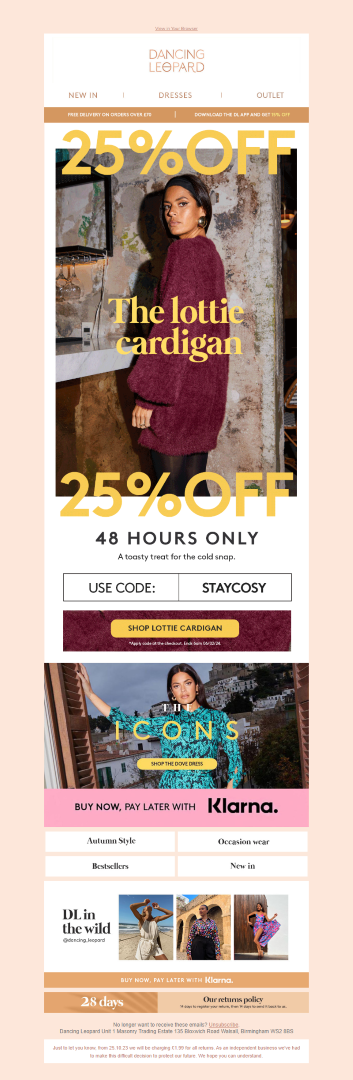 View in Your Browser
DANCING
LEOPARD
NEW IN | DRESSES | OUTLET
FREE DELIVERY ON ORDERS OVER £70 | DOWNLOAD THE DL APP AND GET 10% OFF
25%OFF
The lottie
cardigan
25%OFF
48 HOURS ONLY
A toasty treat for the cold snap.
USE CODE: STAYCOSY
SHOP LOTTIE CARDIGAN
*Apply code at the checkout. Ends 8am
THE
ICONS
SHOP THE DOVE DRESS
BUY NOW, PAY LATER WITH Klarna.
Autumn Style
Occasion wear
Bestsellers
New in
DL in
the wild
@dancing_leopard
BUY NOW, PAY LATER WITH Klarna.
28 days
Our returns policy
No longer want to receive these emails? Unsubscribe.
Dancing Leopard Unit 1 Masonry Trading Estate 135 Bloxwich Road Walsall, Birmingham WS2 8BS
Just to let you know, from 25.10.23 we will be charging £1.99 for all returns. As an independent business we've had
to make this difficult decision to protect our future. We hope you can understand.